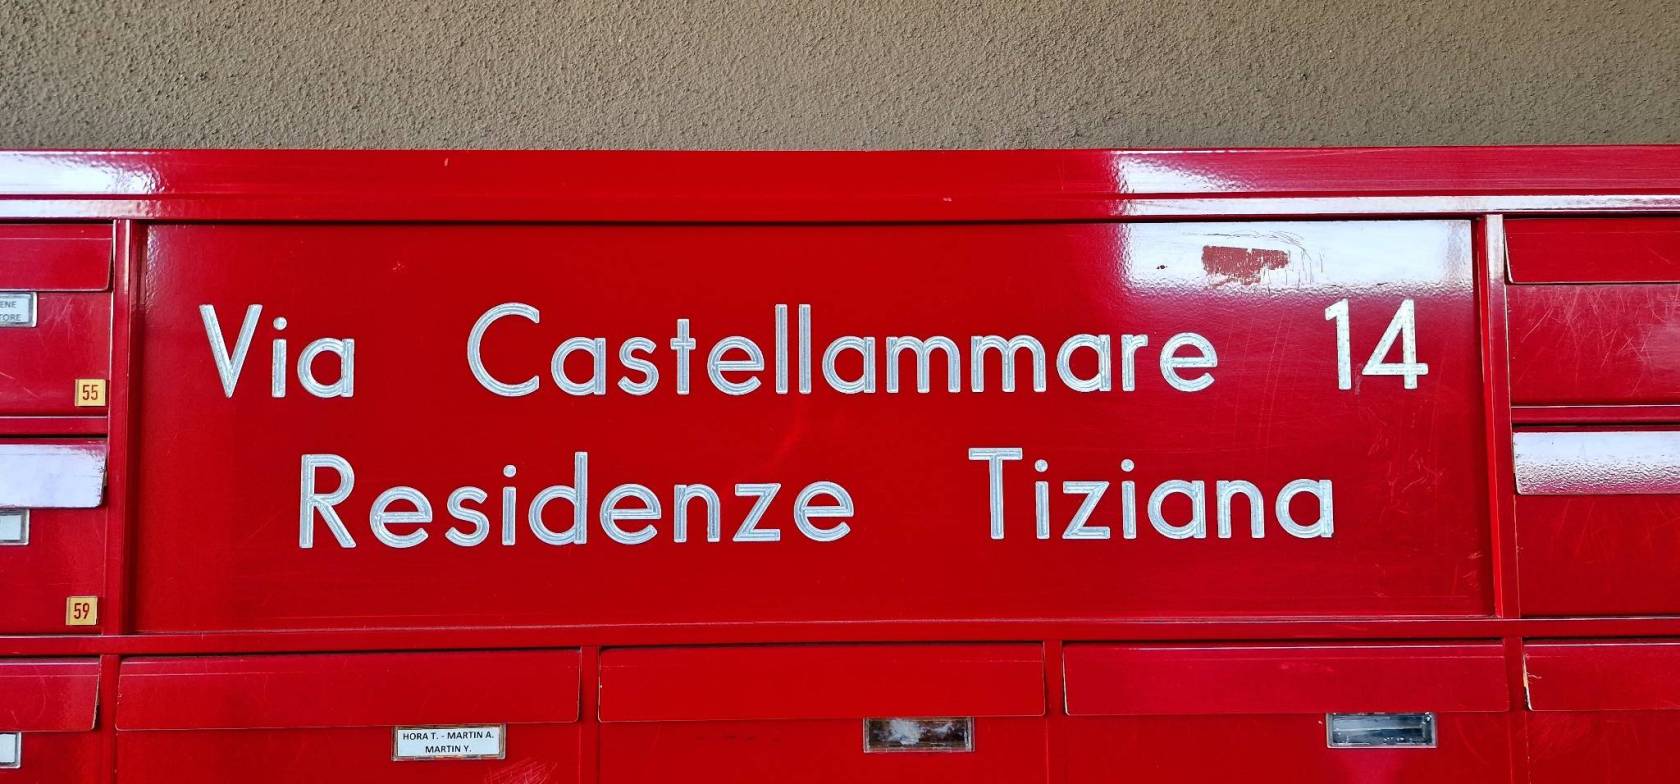 Via Castellammare 14
Residenze Tiziana
55
59
HORA T. - MARTIN A.
MARTIN Y.